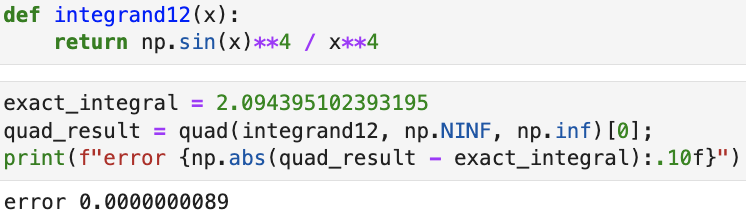 def integrand12(x):
    return np.sin(x)**4 / x**4
exact_integral = 2.094395102393195
quad_result = quad(integrand12, np.NINF, np.inf)[0];
print(f"error {np.abs(quad_result - exact_integral):.10f}")
error 0.0000000089